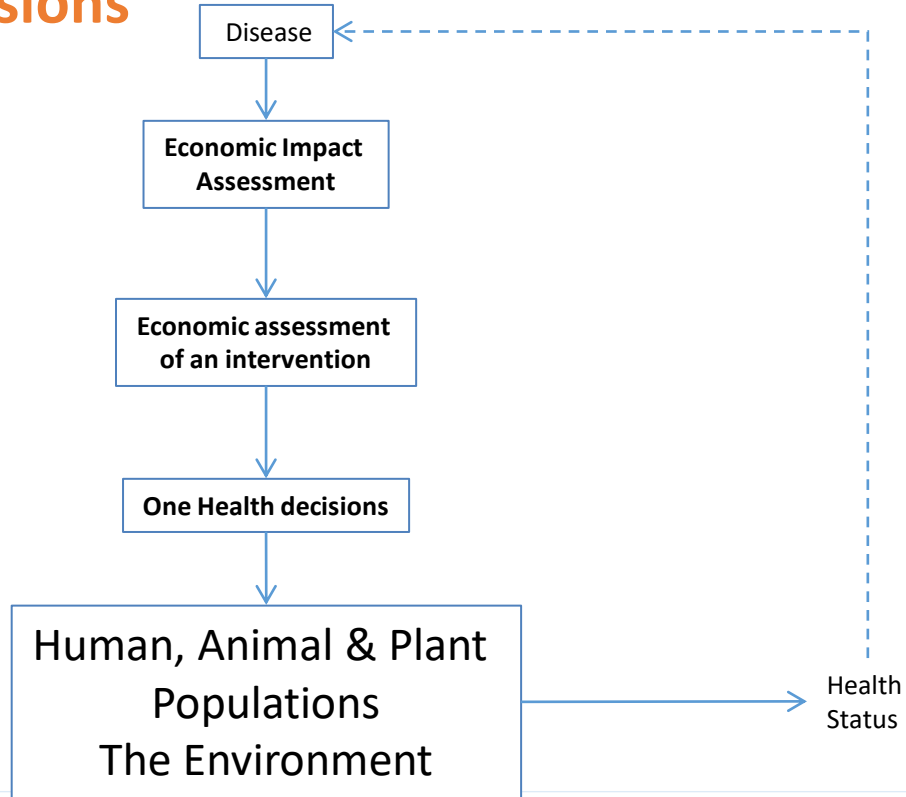 sions
Disease
Economic Impact
Assessment
Economic assessment
of an intervention
One Health decisions
Human, Animal & Plant
Populations
The Environment
Health
Status